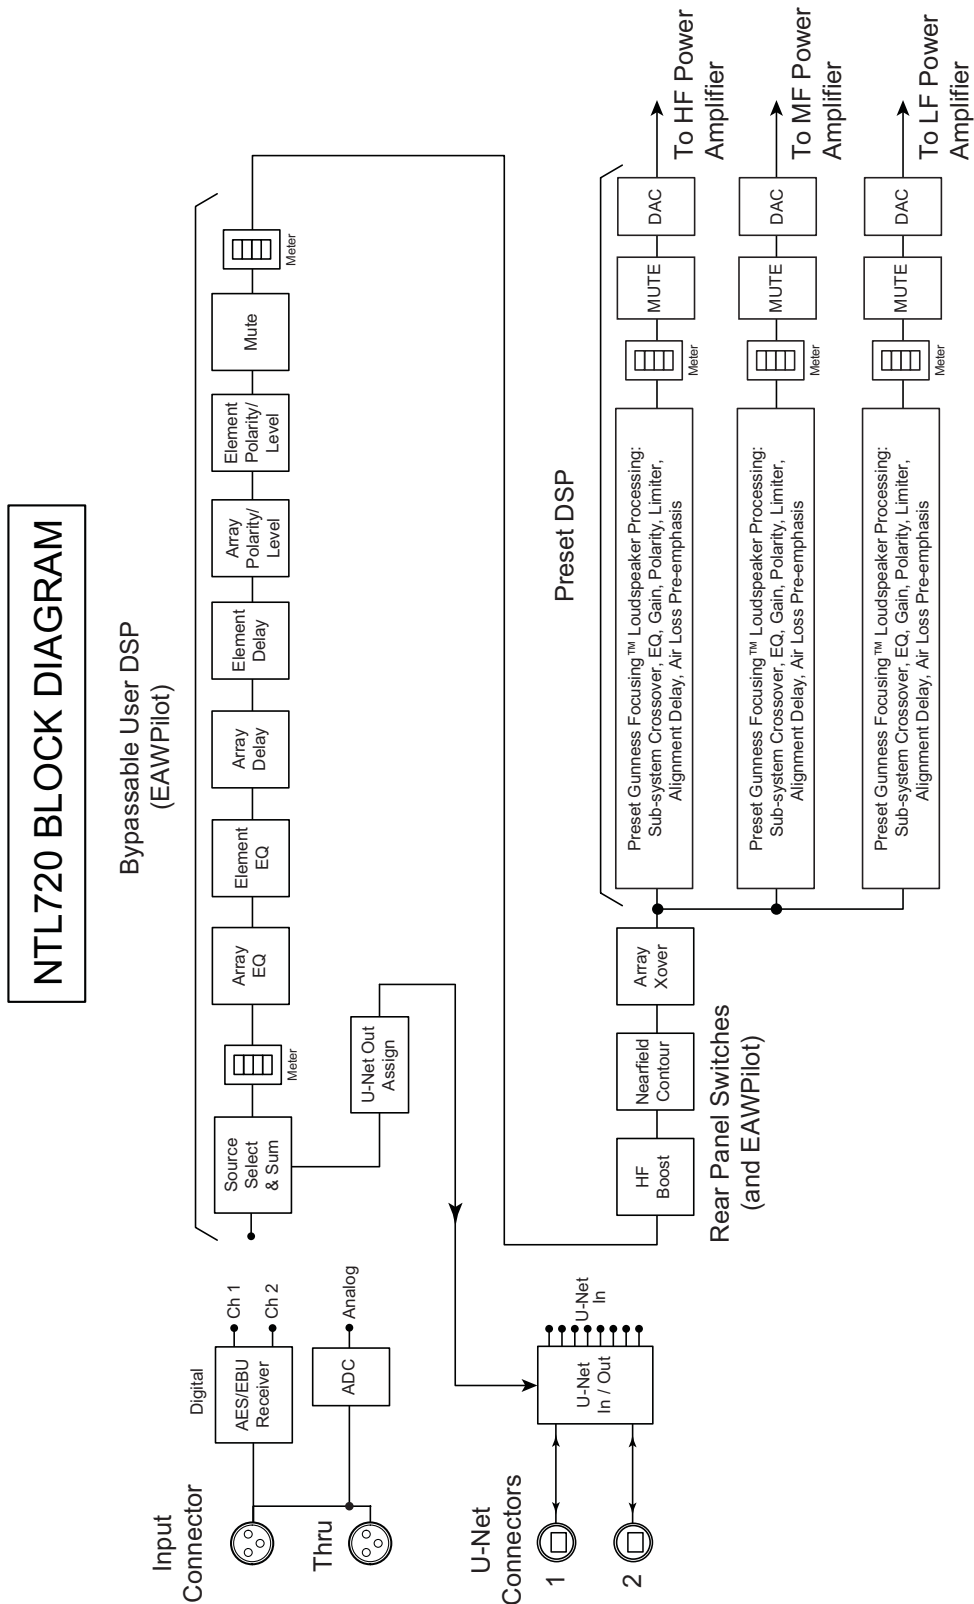 NTL720 BLOCK DIAGRAM
Bypassable User DSP
(EAWPilot)
Input
Connector
Digital
AES/EBU
Receiver
Ch 1
Ch 2
Thru
ADC
Analog
Source
Select
& Sum
Meter
Array
EQ
Element
EQ
Array
Delay
Element
Delay
Array
Polarity/
Level
Element
Polarity/
Level
Mute
Meter
U-Net Out
Assign
U-Net
Connectors
1
2
U-Net
In / Out
U-Net
In
HF
Boost
Nearfield
Contour
Array
Xover
Rear Panel Switches
(and EAWPilot)
Preset DSP
Preset Gunness Focusing™ Loudspeaker Processing:
Sub-system Crossover, EQ, Gain, Polarity, Limiter,
Alignment Delay, Air Loss Pre-emphasis
Meter
MUTE
DAC
To HF Power
Amplifier
Preset Gunness Focusing™ Loudspeaker Processing:
Sub-system Crossover, EQ, Gain, Polarity, Limiter,
Alignment Delay, Air Loss Pre-emphasis
Meter
MUTE
DAC
To MF Power
Amplifier
Preset Gunness Focusing™ Loudspeaker Processing:
Sub-system Crossover, EQ, Gain, Polarity, Limiter,
Alignment Delay, Air Loss Pre-emphasis
Meter
MUTE
DAC
To LF Power
Amplifier